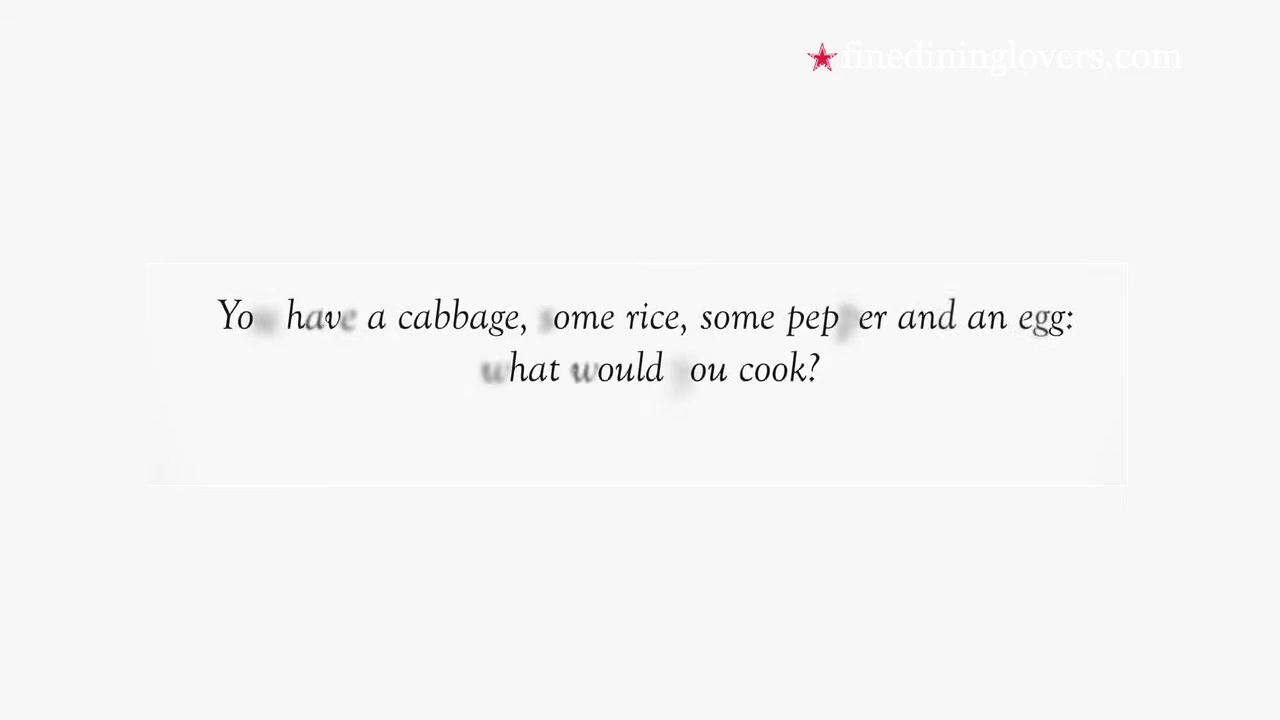 finedininglovers.com
You have a cabbage, some rice, some pepper and an egg:
what would you cook?